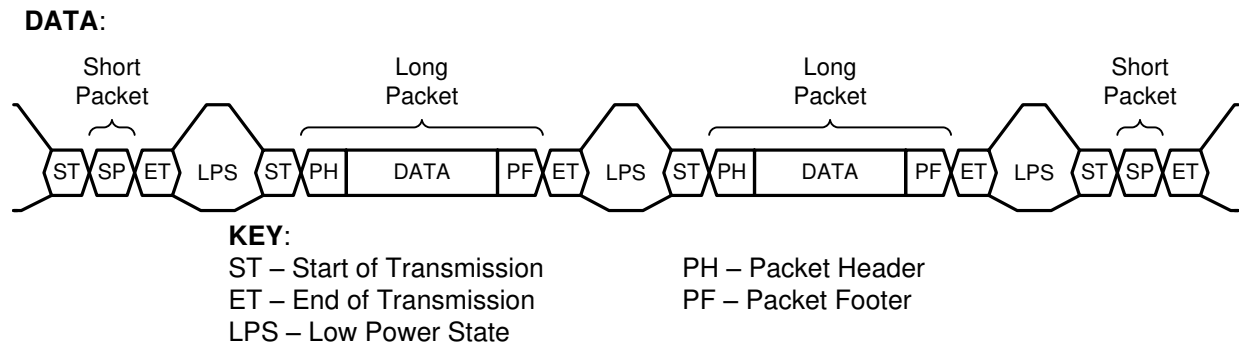 DATA:
Short Packet
Long Packet
Long Packet
Short Packet
ST SP ET LPS ST PH DATA PF ET LPS ST PH DATA PF ET LPS ST SP ET
KEY:
ST – Start of Transmission
ET – End of Transmission
LPS – Low Power State
PH – Packet Header
PF – Packet Footer